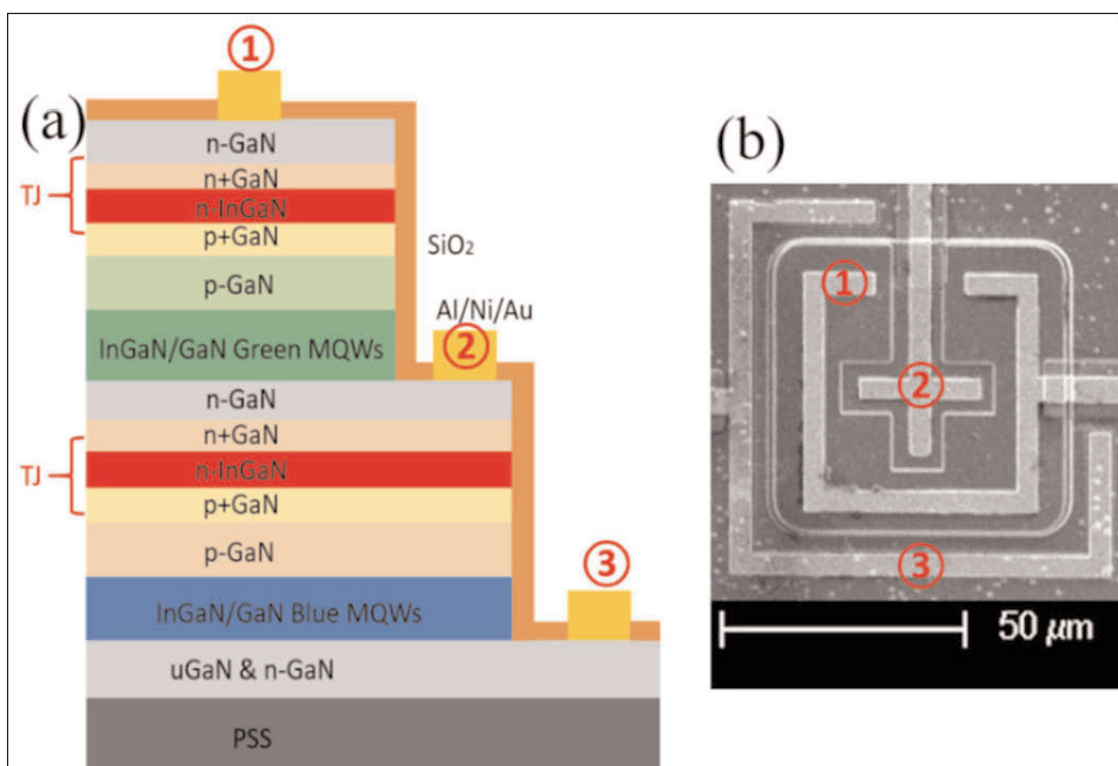 (a)
①
n-GaN
TJ
n+GaN
n-InGaN
p+GaN
SiO₂
p-GaN
Al/Ni/Au
InGaN/GaN Green MQWs
②
n-GaN
TJ
n+GaN
n-InGaN
p+GaN
p-GaN
③
InGaN/GaN Blue MQWs
uGaN & n-GaN
PSS
(b)
①
②
③
50 μm